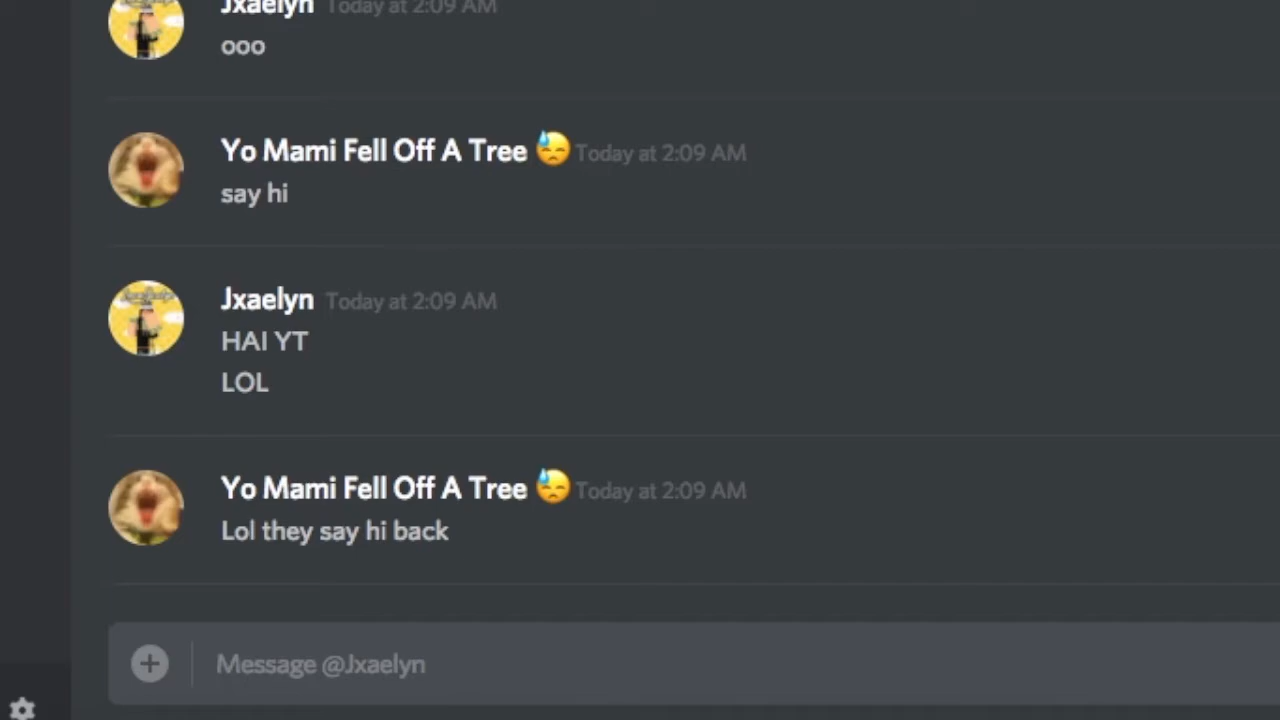 Jxaelyn Today at 2:09 AM
ooo
Yo Mami Fell Off A Tree 😓 Today at 2:09 AM
say hi
Jxaelyn Today at 2:09 AM
HAI YT
LOL
Yo Mami Fell Off A Tree 😓 Today at 2:09 AM
Lol they say hi back
Message @Jxaelyn